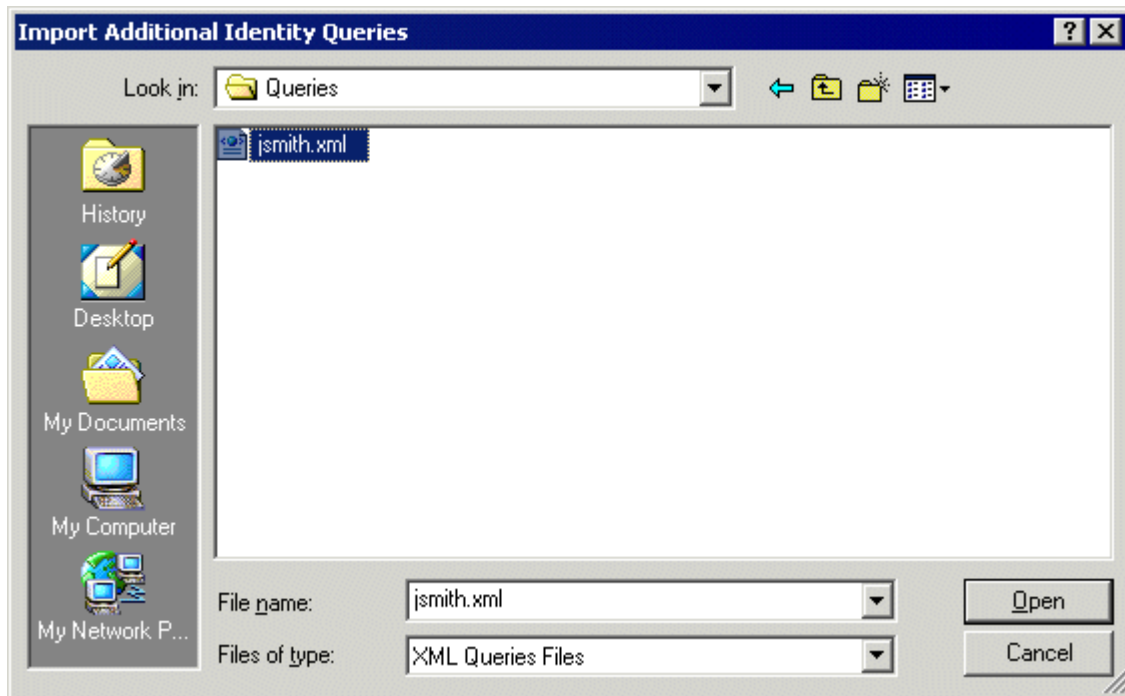 Import Additional Identity Queries
Look in: Queries
jsmith.xml
History
Desktop
My Documents
My Computer
My Network P...
File name: jsmith.xml Open
Files of type: XML Queries Files Cancel